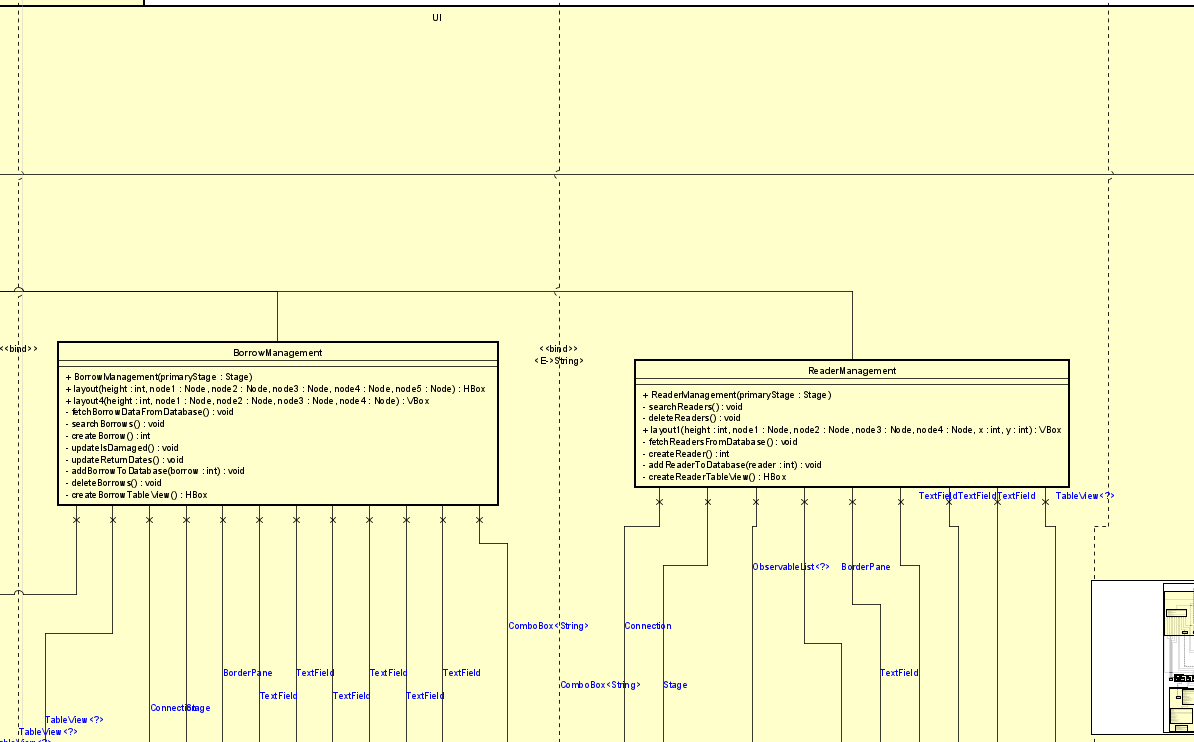 UI
<<bind>>
<<bind>>
<E->String>
BorrowManagement
+ BorrowManagement(primaryStage : Stage)
+ layout(height : int, node1 : Node, node2 : Node, node3 : Node, node4 : Node, node5 : Node) : HBox
+ layout4(height : int, node1 : Node, node2 : Node, node3 : Node, node4 : Node) : VBox
- fetchBorrowDataFromDatabase() : void
- searchBorrows() : void
- createBorrow() : int
- updateIsDamaged() : void
- updateReturnDates() : void
- addBorrowToDatabase(borrow : int) : void
- deleteBorrows() : void
- createBorrowTableView() : HBox
ReaderManagement
+ ReaderManagement(primaryStage : Stage)
- searchReaders() : void
- deleteReaders() : void
+ layout1(height : int, node1 : Node, node2 : Node, node3 : Node, node4 : Node, x : int, y : int) : VBox
- fetchReadersFromDatabase() : void
- createReader() : int
- addReaderToDatabase(reader : int) : void
- createReaderTableView() : HBox
TextField TextField TextField TableView<?>
ObservableList<?> BorderPane
ComboBox<String> Connection
BorderPane TextField TextField TextField TextField
ComboBox<String> Stage
TextField TextField TextField
Connection Stage
TableView<?>
TableView<?>